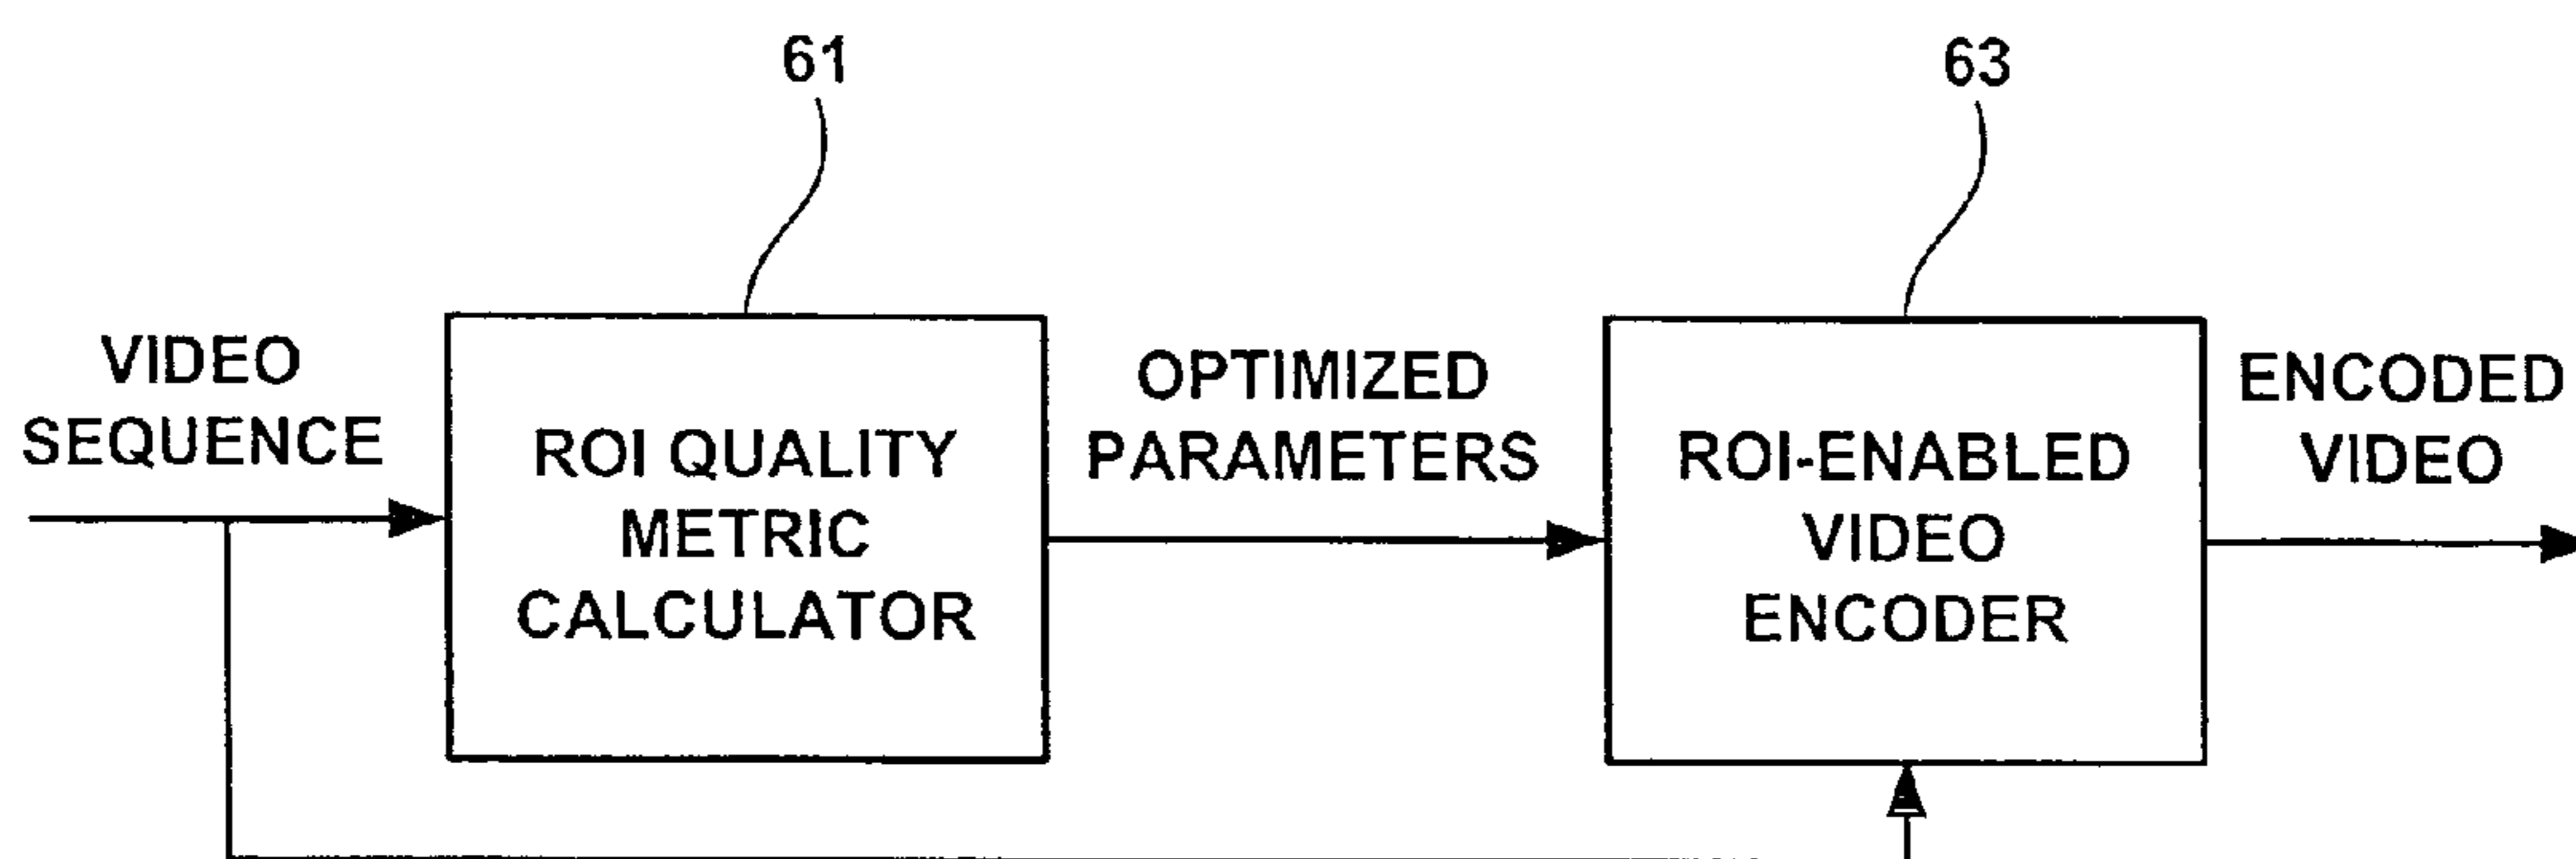 61
63
VIDEO
SEQUENCE
ROI QUALITY
METRIC
CALCULATOR
OPTIMIZED
PARAMETERS
ROI-ENABLED
VIDEO
ENCODER
ENCODED
VIDEO